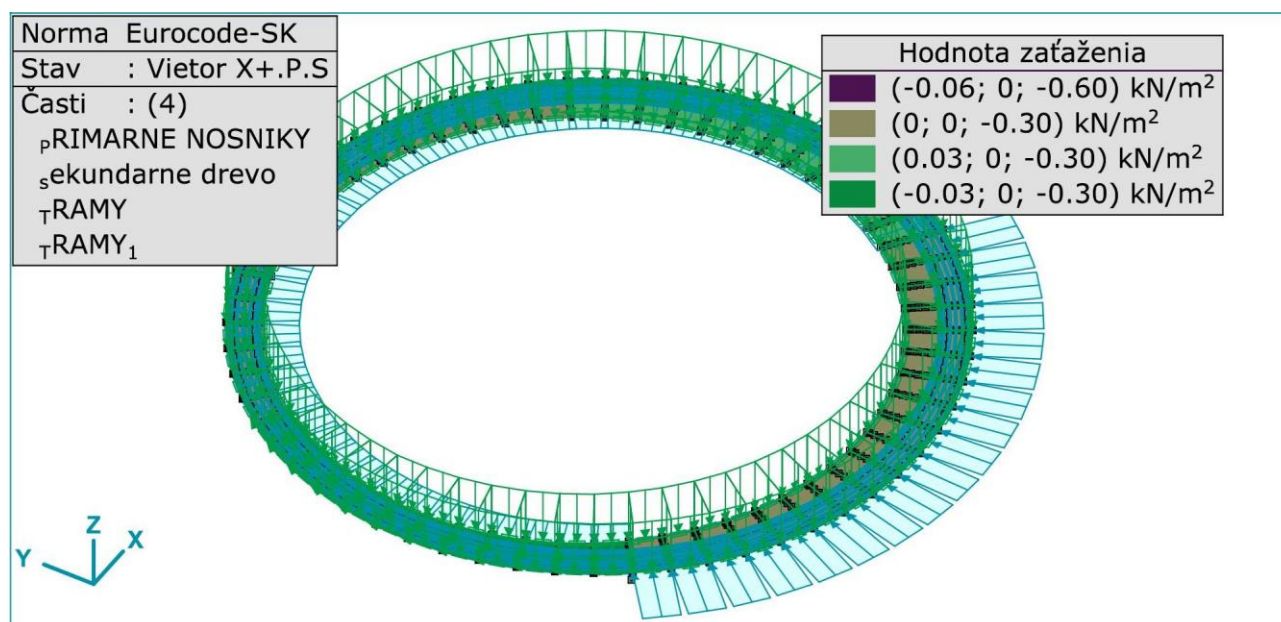 Norma Eurocode-SK
Stav : Vietor X+.P.S
Časti : (4)
PRIMARNE NOSNIKY
sekundarne drevo
TRAMY
TRAMY1
Hodnota zaťaženia
(-0.06; 0; -0.60) kN/m²
(0; 0; -0.30) kN/m²
(0.03; 0; -0.30) kN/m²
(-0.03; 0; -0.30) kN/m²
Z
X
Y